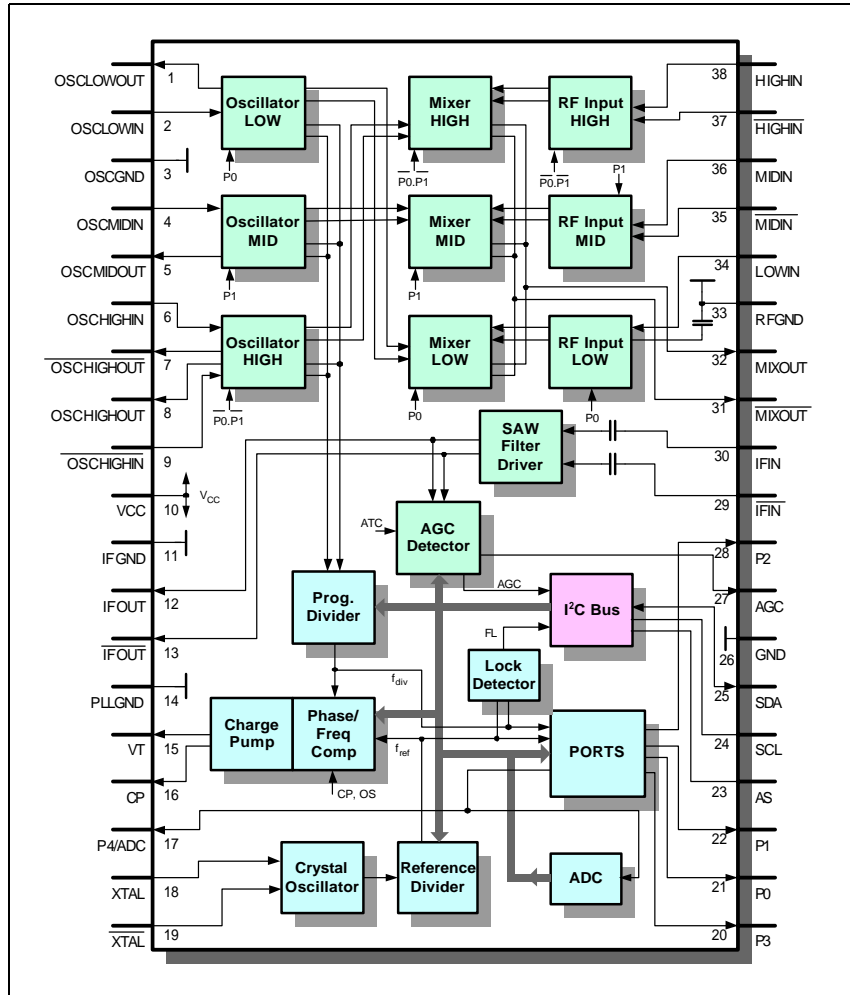 OSCLOWOUT
1
OSCLOWIN
2
OSCGND
3
OSCMIDIN
4
OSCMIDOUT
5
OSCHIGHIN
6
OSCHIGHOUT
7
OSCHIGHOUT
8
OSCHIGHIN
9
VCC
10
VCC
IFGND
11
IFOUT
12
IFOUT
13
PLLGND
14
VT
15
CP
16
P4/ADC
17
XTAL
18
XTAL
19
Oscillator
LOW
P0
Oscillator
MID
P1
Oscillator
HIGH
P0.P1
Mixer
HIGH
P0.P1
Mixer
MID
P1
Mixer
LOW
P0
RF Input
HIGH
P0.P1
P1
RF Input
MID
RF Input
LOW
P0
SAW
Filter
Driver
ATC
AGC
Detector
AGC
Prog.
Divider
I2C Bus
FL
Lock
Detector
fdiv
Charge
Pump
Phase/
Freq
Comp
fref
CP, OS
PORTS
Crystal
Oscillator
Reference
Divider
ADC
38
HIGHIN
37
HIGHIN
36
MIDIN
35
MIDIN
34
LOWIN
33
RFGND
32
MIXOUT
31
MIXOUT
30
IFIN
29
IFIN
28
P2
27
AGC
26
GND
25
SDA
24
SCL
23
AS
22
P1
21
P0
20
P3